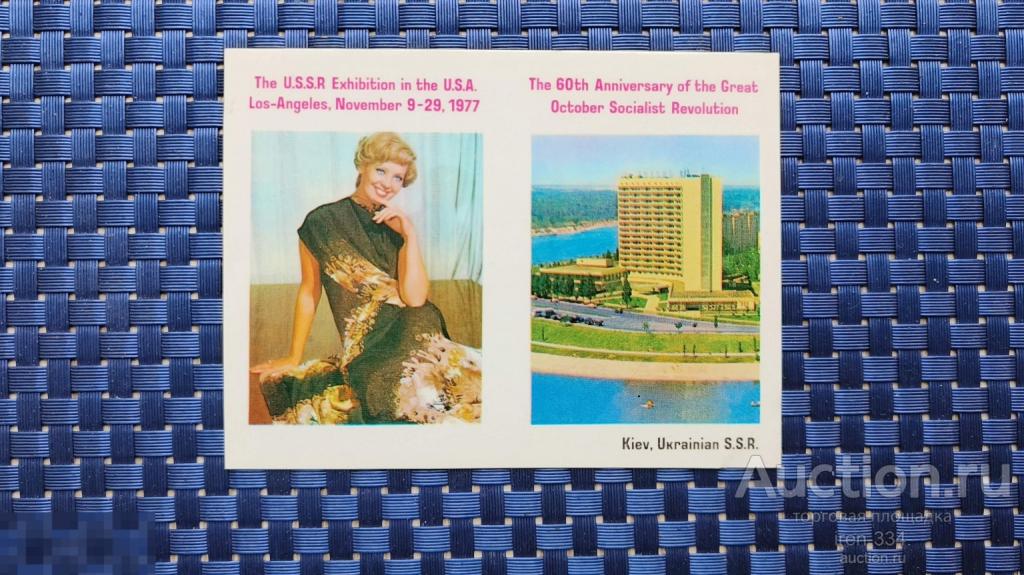 The U.S.S.R Exhibition in the U.S.A.
Los-Angeles, November 9-29, 1977
The 60th Anniversary of the Great
October Socialist Revolution
Kiev, Ukrainian S.S.R.
Auction.ru
торговая площадка
iren_334
auction.ru